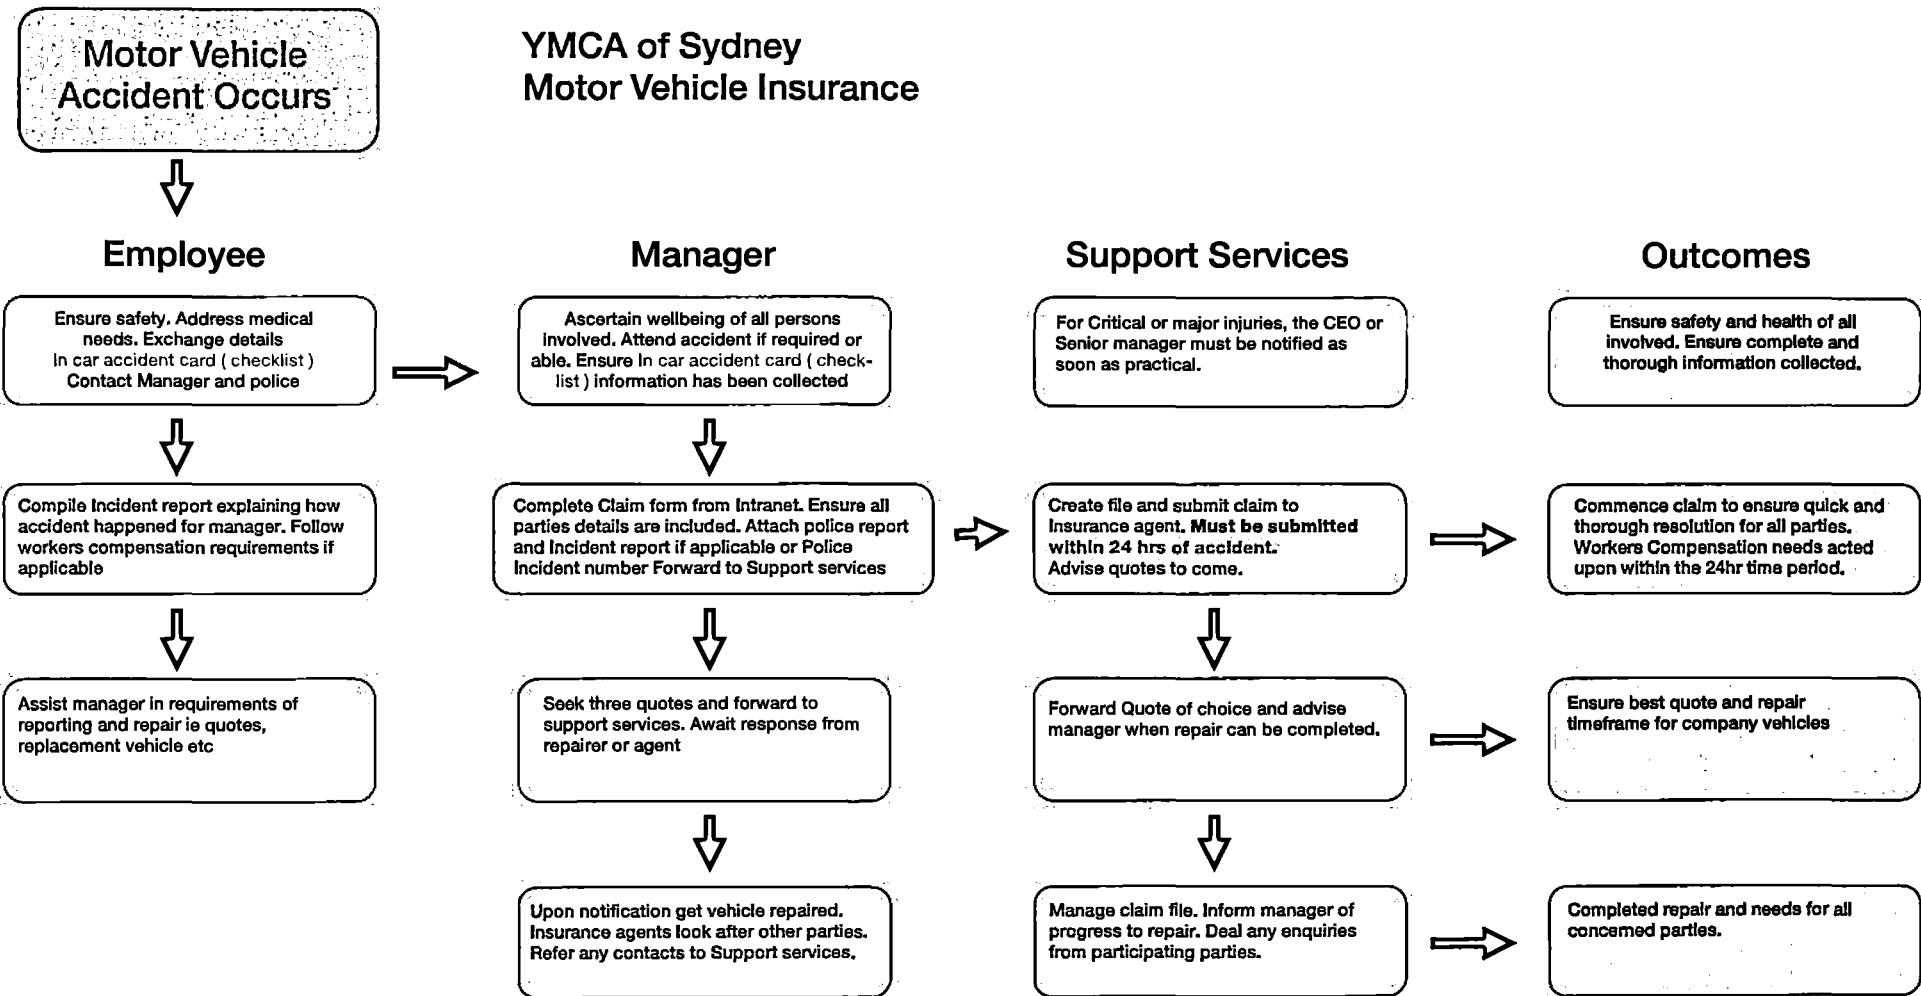 Motor Vehicle
Accident Occurs
YMCA of Sydney
Motor Vehicle Insurance
Employee
Manager
Support Services
Outcomes
Ensure safety. Address medical
needs. Exchange details
In car accident card ( checklist )
Contact Manager and police
Ascertain wellbeing of all persons
involved. Attend accident if required or
able. Ensure In car accident card ( check-
list ) information has been collected
For Critical or major injuries, the CEO or
Senior manager must be notified as
soon as practical.
Ensure safety and health of all
involved. Ensure complete and
thorough information collected.
Compile Incident report explaining how
accident happened for manager. Follow
workers compensation requirements if
applicable
Complete Claim form from Intranet. Ensure all
parties details are included. Attach police report
and Incident report if applicable or Police
Incident number Forward to Support services
Create file and submit claim to
Insurance agent. Must be submitted
within 24 hrs of accident.
Advise quotes to come.
Commence claim to ensure quick and
thorough resolution for all parties.
Workers Compensation needs acted
upon within the 24hr time period.
Assist manager in requirements of
reporting and repair ie quotes,
replacement vehicle etc
Seek three quotes and forward to
support services. Await response from
repairer or agent
Forward Quote of choice and advise
manager when repair can be completed.
Ensure best quote and repair
timeframe for company vehicles
Upon notification get vehicle repaired.
Insurance agents look after other parties.
Refer any contacts to Support services.
Manage claim file. Inform manager of
progress to repair. Deal any enquiries
from participating parties.
Completed repair and needs for all
concerned parties.